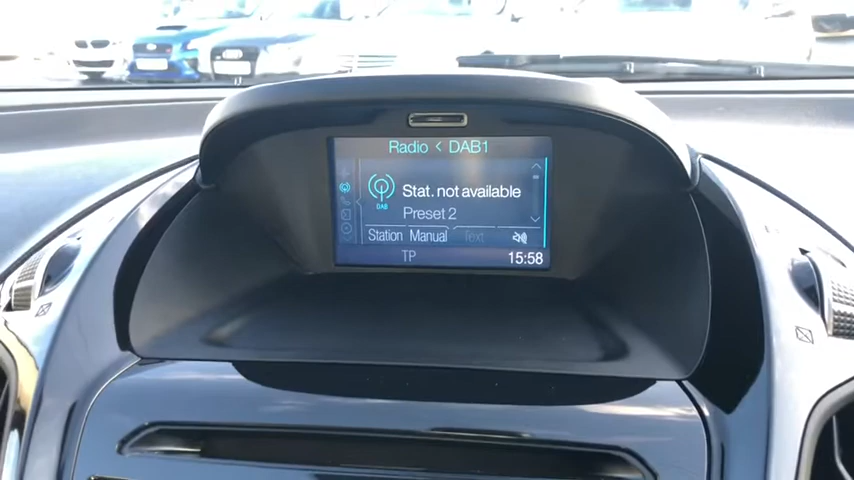 Radio < DAB1
DAB
Stat. not available
Preset 2
Station Manual Text
TP 15:58